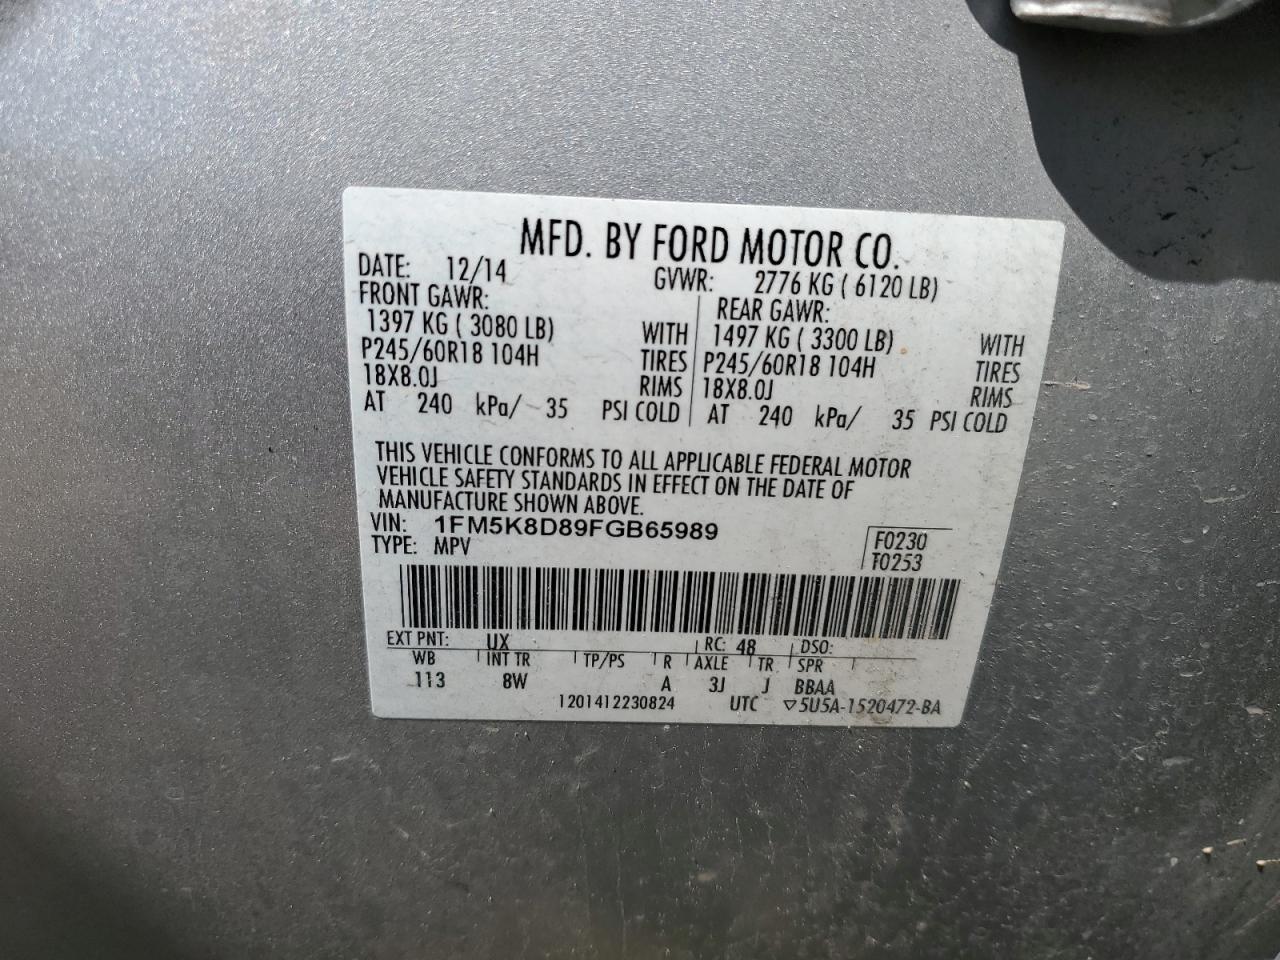 MFD. BY FORD MOTOR CO.
DATE: 12/14 GVWR: 2776 KG ( 6120 LB)
FRONT GAWR: REAR GAWR:
1397 KG ( 3080 LB) WITH 1497 KG ( 3300 LB) WITH
P245/60R18 104H TIRES P245/60R18 104H TIRES
18X8.0J RIMS 18X8.0J RIMS
AT 240 kPa/ 35 PSI COLD AT 240 kPa/ 35 PSI COLD
THIS VEHICLE CONFORMS TO ALL APPLICABLE FEDERAL MOTOR
VEHICLE SAFETY STANDARDS IN EFFECT ON THE DATE OF
MANUFACTURE SHOWN ABOVE.
VIN: 1FM5K8D89FGB65989
TYPE: MPV
F0230
T0253
EXT PNT: UX RC: 48 DSO:
WB INT TR TP/PS R AXLE TR SPR
113 8W A 3J J BBAA
1201412230824 UTC ▽5U5A-1520472-BA